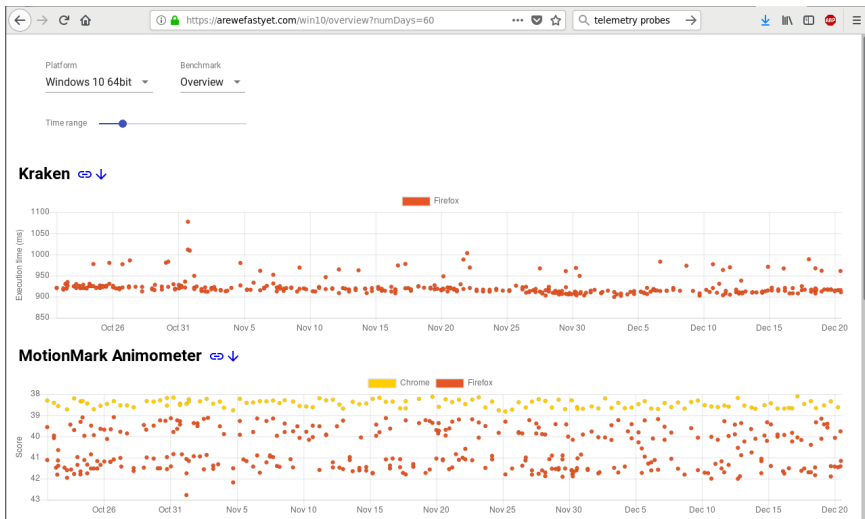 https://arewefastyet.com/win10/overview?numDays=60
telemetry probes
ABP
Platform
Benchmark
Windows 10 64bit
Overview
Time range
Kraken
Firefox
Execution time (ms)
1100
1050
1000
950
900
850
Oct 26
Oct 31
Nov 5
Nov 10
Nov 15
Nov 20
Nov 25
Nov 30
Dec 5
Dec 10
Dec 15
Dec 20
MotionMark Animometer
Chrome
Firefox
Score
38
39
40
41
42
43
Oct 26
Oct 31
Nov 5
Nov 10
Nov 15
Nov 20
Nov 25
Nov 30
Dec 5
Dec 10
Dec 15
Dec 20